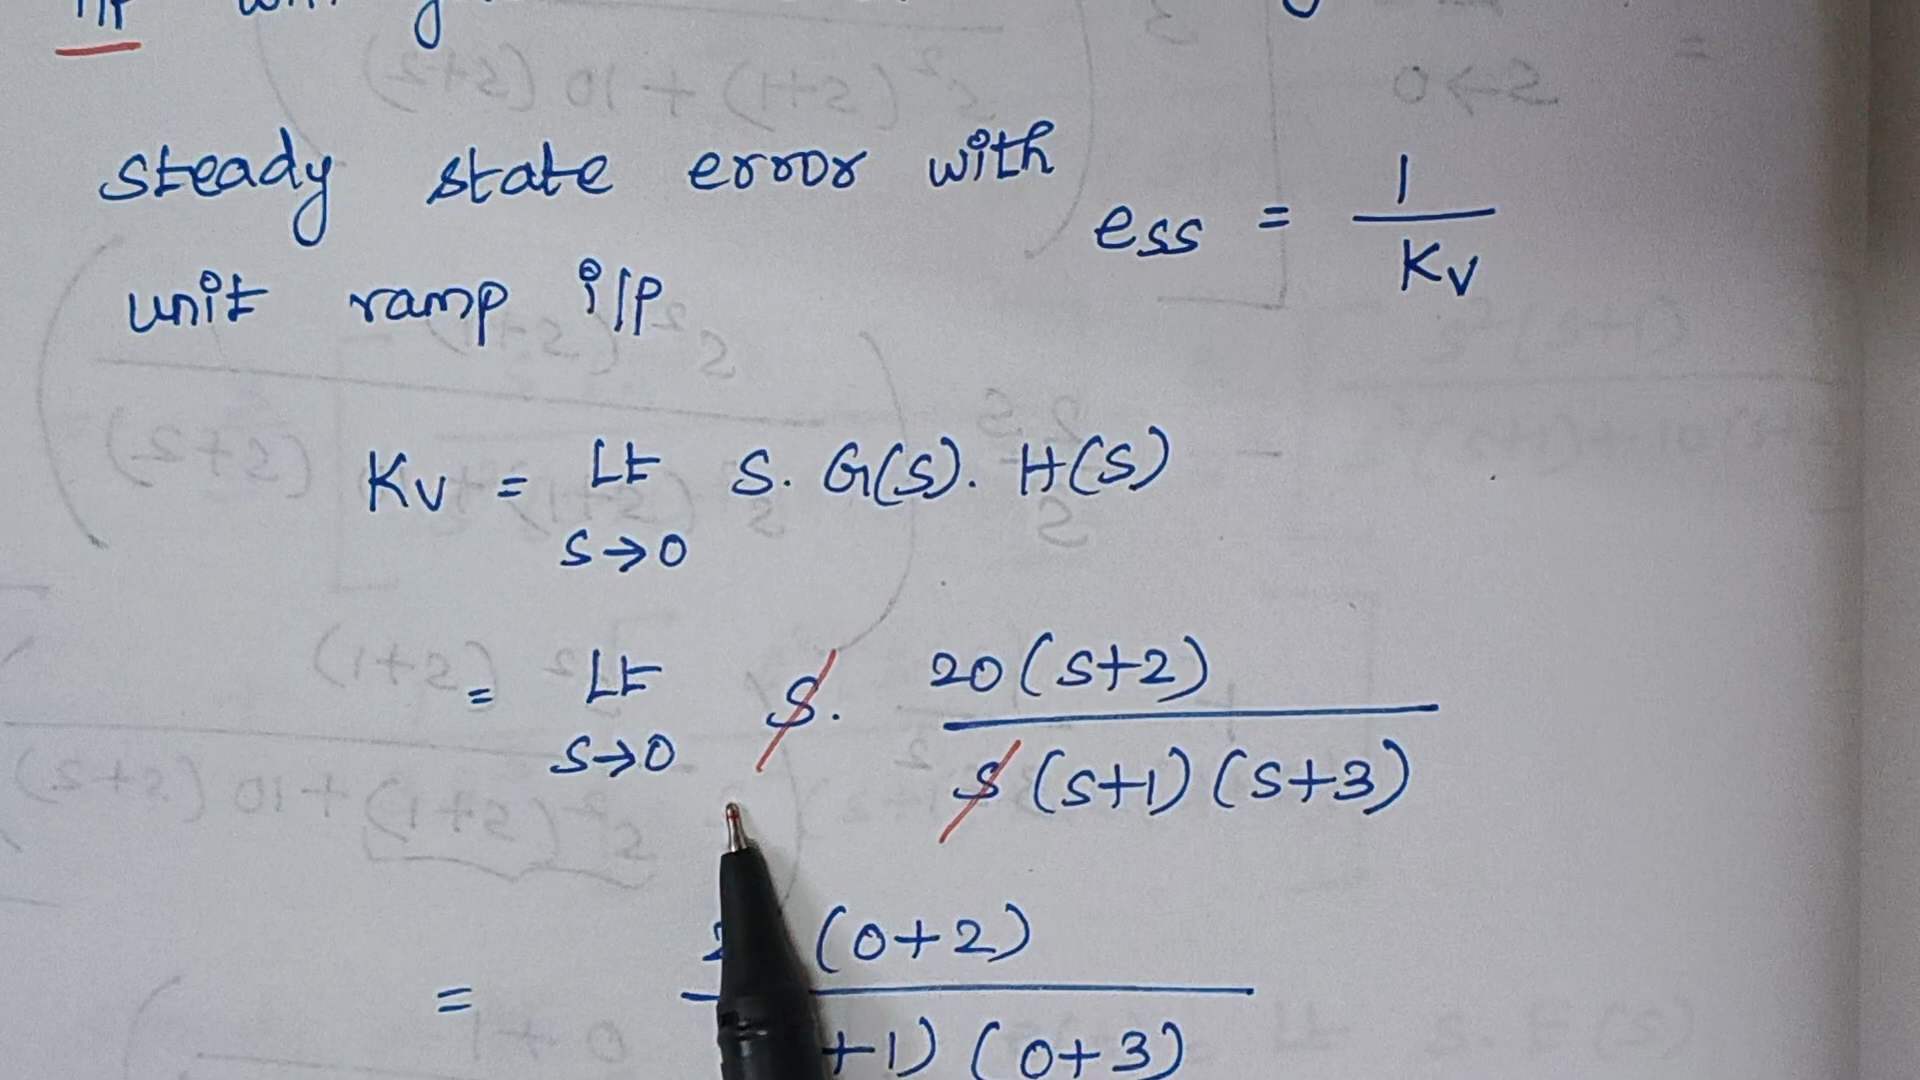 steady state error with
unit ramp i/p
ess = 1/Kv
Kv = Lt S→0 S. G(S). H(S)
= Lt S→0 S. 20(S+2) / S(S+1)(S+3)
= (0+2) / +1)(0+3)